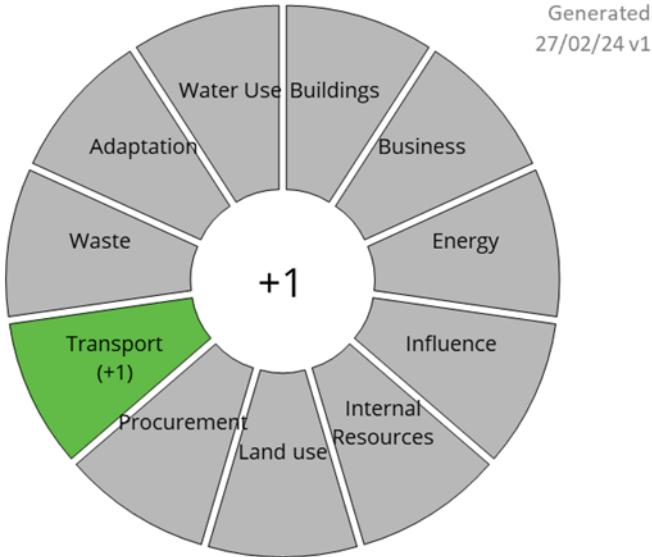 Generated
27/02/24 v1
Water Use
Buildings
Adaptation
Business
Waste
Energy
+1
Transport
(+1)
Influence
Procurement
Internal
Resources
Land use